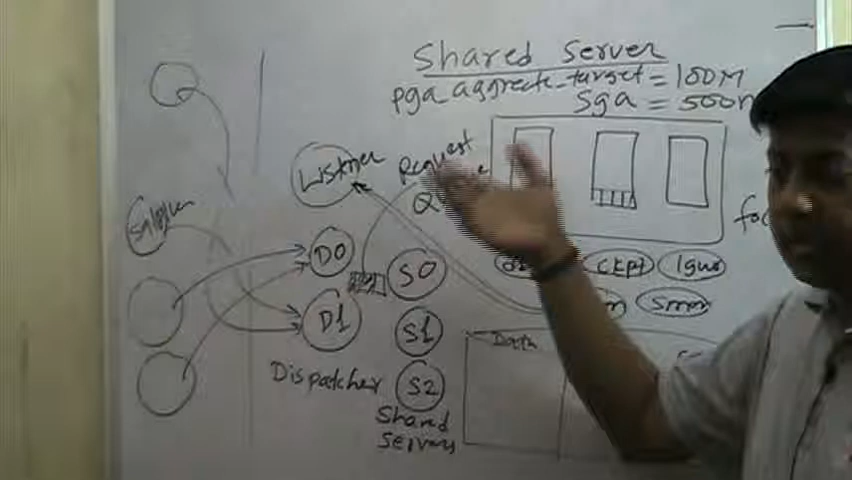 Shared Server
pga_aggrecte_target = 100M
Sga = 500M
Listner
Request
D0
S0
D1
S1
S2
Dispatcher
Shared
Servers
CKPt
lgwr
Smon
Data